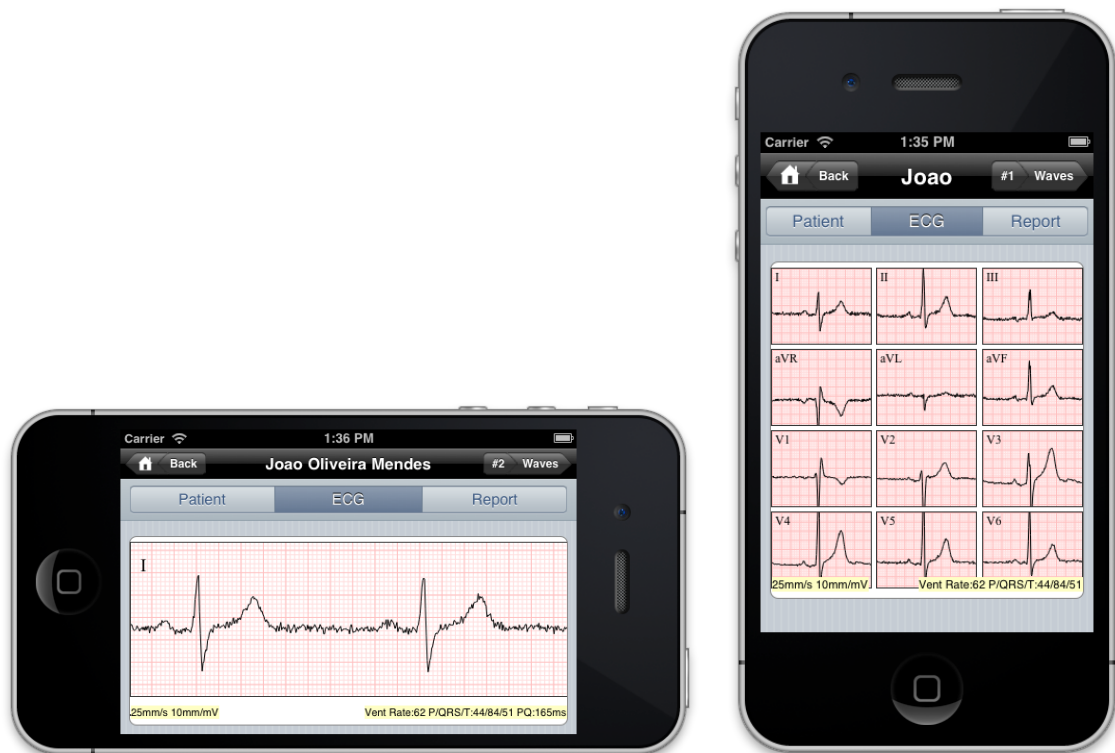 Carrier 1:36 PM
Back Joao Oliveira Mendes #2 Waves
Patient ECG Report
I
25mm/s 10mm/mV Vent Rate:62 P/QRS/T:44/84/51 PQ:165ms
Carrier 1:35 PM
Back Joao #1 Waves
Patient ECG Report
I II III
aVR aVL aVF
V1 V2 V3
V4 V5 V6
25mm/s 10mm/mV Vent Rate:62 P/QRS/T:44/84/51